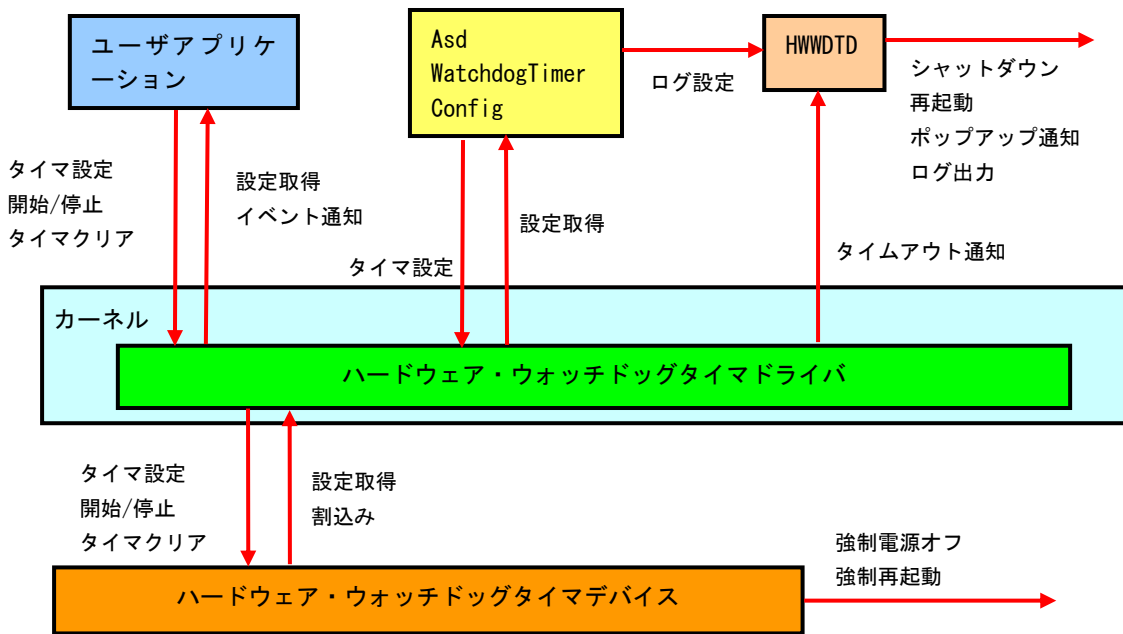 ユーザアプリケ
ーション
Asd
WatchdogTimer
Config
HWWDTD
ログ設定
シャットダウン
再起動
ポップアップ通知
ログ出力
タイマ設定
開始/停止
タイマクリア
設定取得
イベント通知
タイマ設定
設定取得
タイムアウト通知
カーネル
ハードウェア・ウォッチドッグタイマドライバ
タイマ設定
開始/停止
タイマクリア
設定取得
割込み
強制電源オフ
強制再起動
ハードウェア・ウォッチドッグタイマデバイス